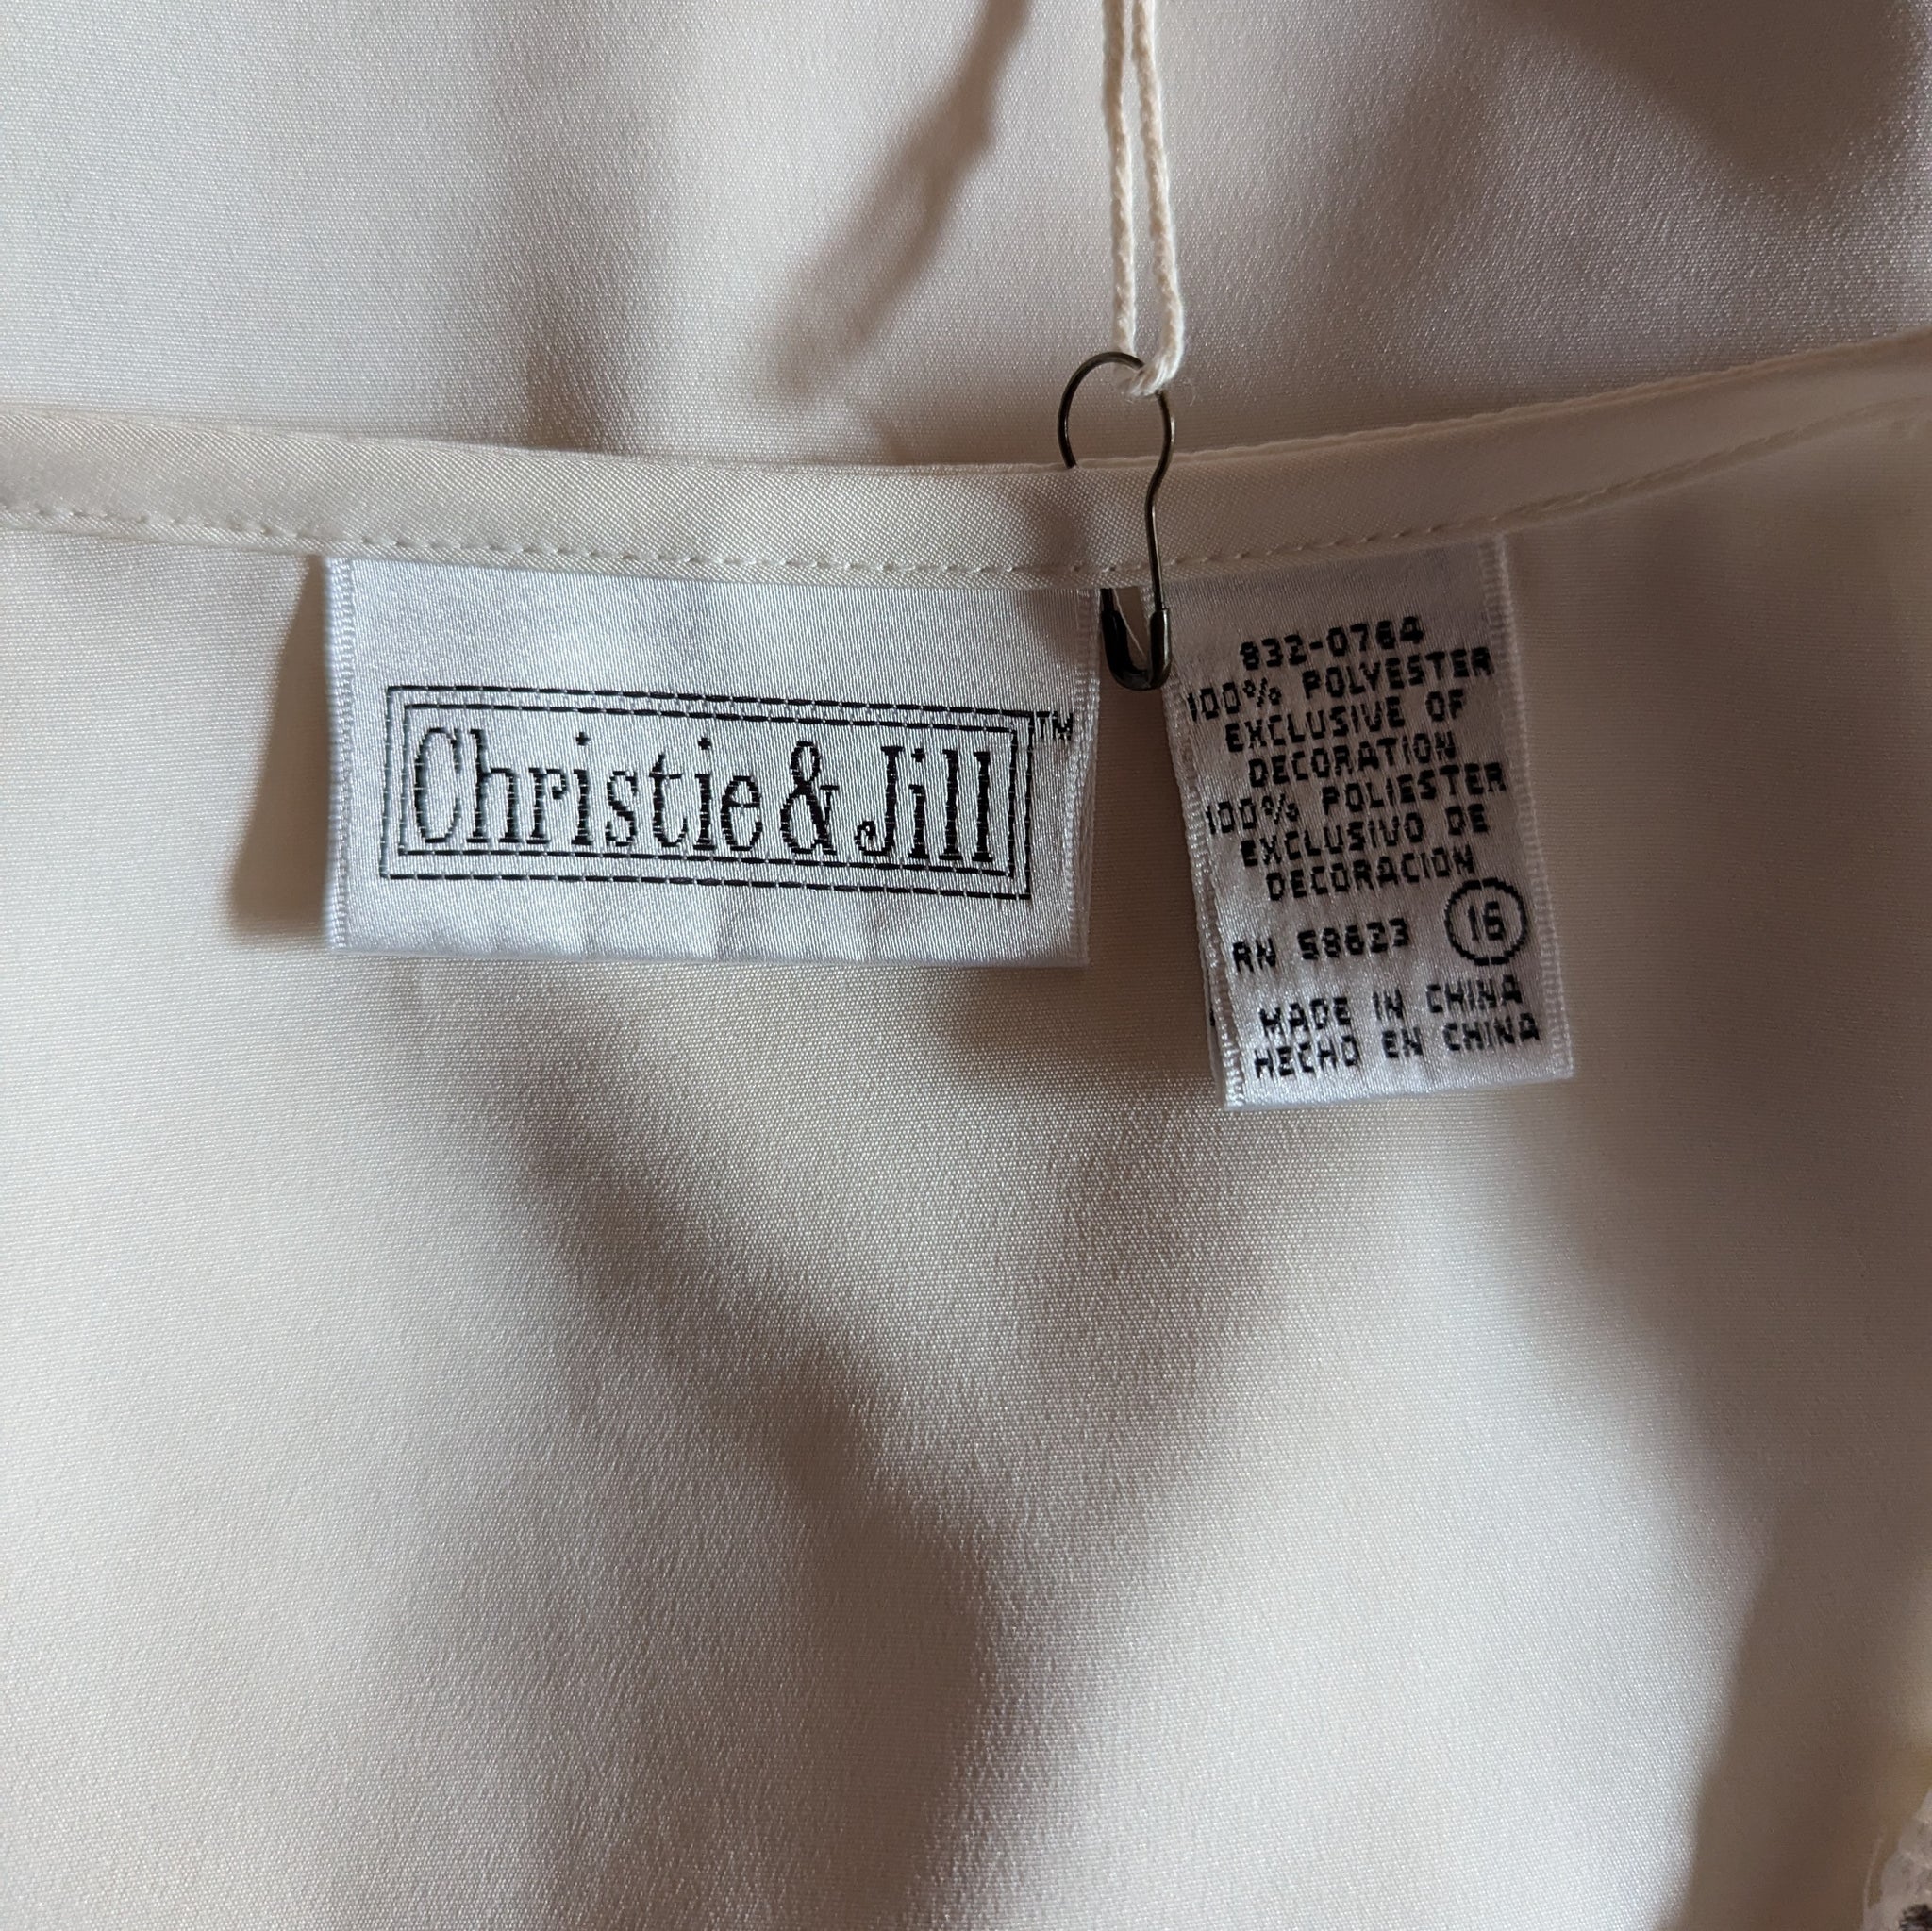 Christie & Jill™
832-0764
100% POLYESTER
EXCLUSIVE OF
DECORATION
100% POLIESTER
EXCLUSIVO DE
DECORACION
RN 58623 16
MADE IN CHINA
HECHO EN CHINA